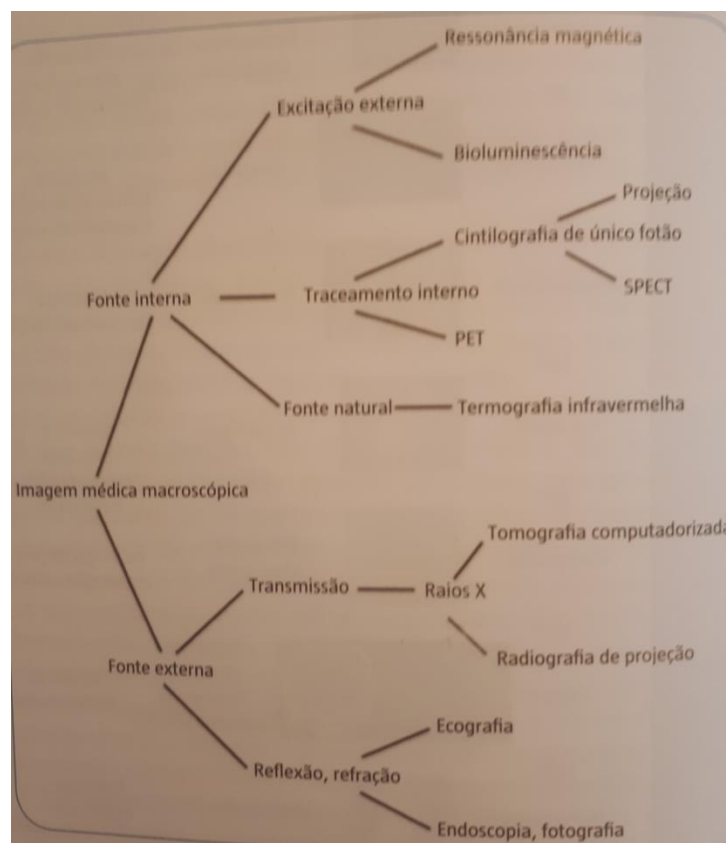 Ressonância magnética
Excitação externa
Bioluminescência
Projeção
Cintilografia de único fotão
SPECT
Fonte interna
Traceamento interno
PET
Fonte natural
Termografia infravermelha
Imagem médica macroscópica
Tomografia computadorizada
Transmissão
Raios X
Radiografia de projeção
Fonte externa
Ecografia
Reflexão, refração
Endoscopia, fotografia